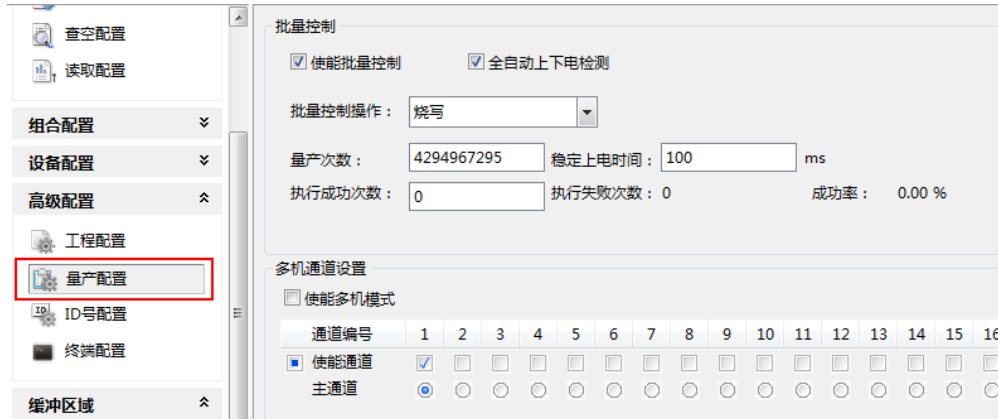 查空配置
读取配置
组合配置
设备配置
高级配置
工程配置
量产配置
ID号配置
终端配置
缓冲区域
批量控制
使能批量控制 全自动上下电检测
批量控制操作： 烧写
量产次数： 4294967295 稳定上电时间： 100 ms
执行成功次数： 0 执行失败次数： 0 成功率： 0.00 %
多机通道设置
使能多机模式
通道编号 1 2 3 4 5 6 7 8 9 10 11 12 13 14 15 16
使能通道
主通道